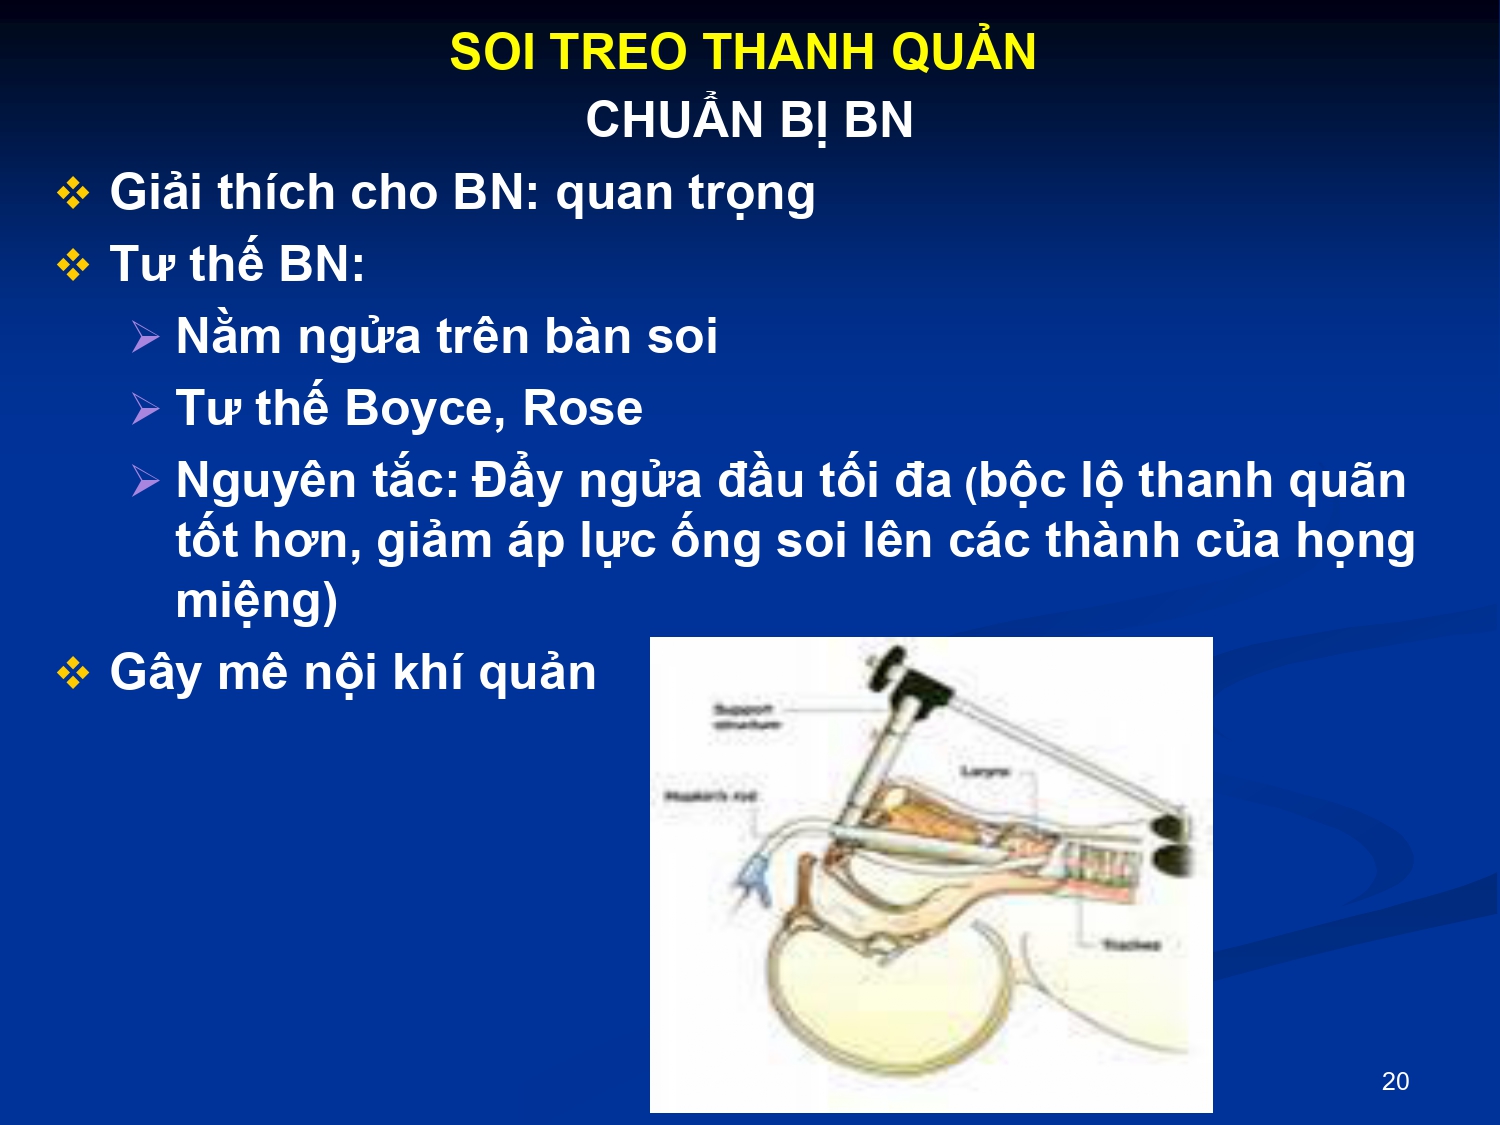 SOI TREO THANH QUẢN
CHUẨN BỊ BN
Giải thích cho BN: quan trọng
Tư thế BN:
Nằm ngửa trên bàn soi
Tư thế Boyce, Rose
Nguyên tắc: Đẩy ngửa đầu tối đa (bộc lộ thanh quãn
tốt hơn, giảm áp lực ống soi lên các thành của họng
miệng)
Gây mê nội khí quản
Support
structure
Larynx
Hopkin's rod
Trachea
20